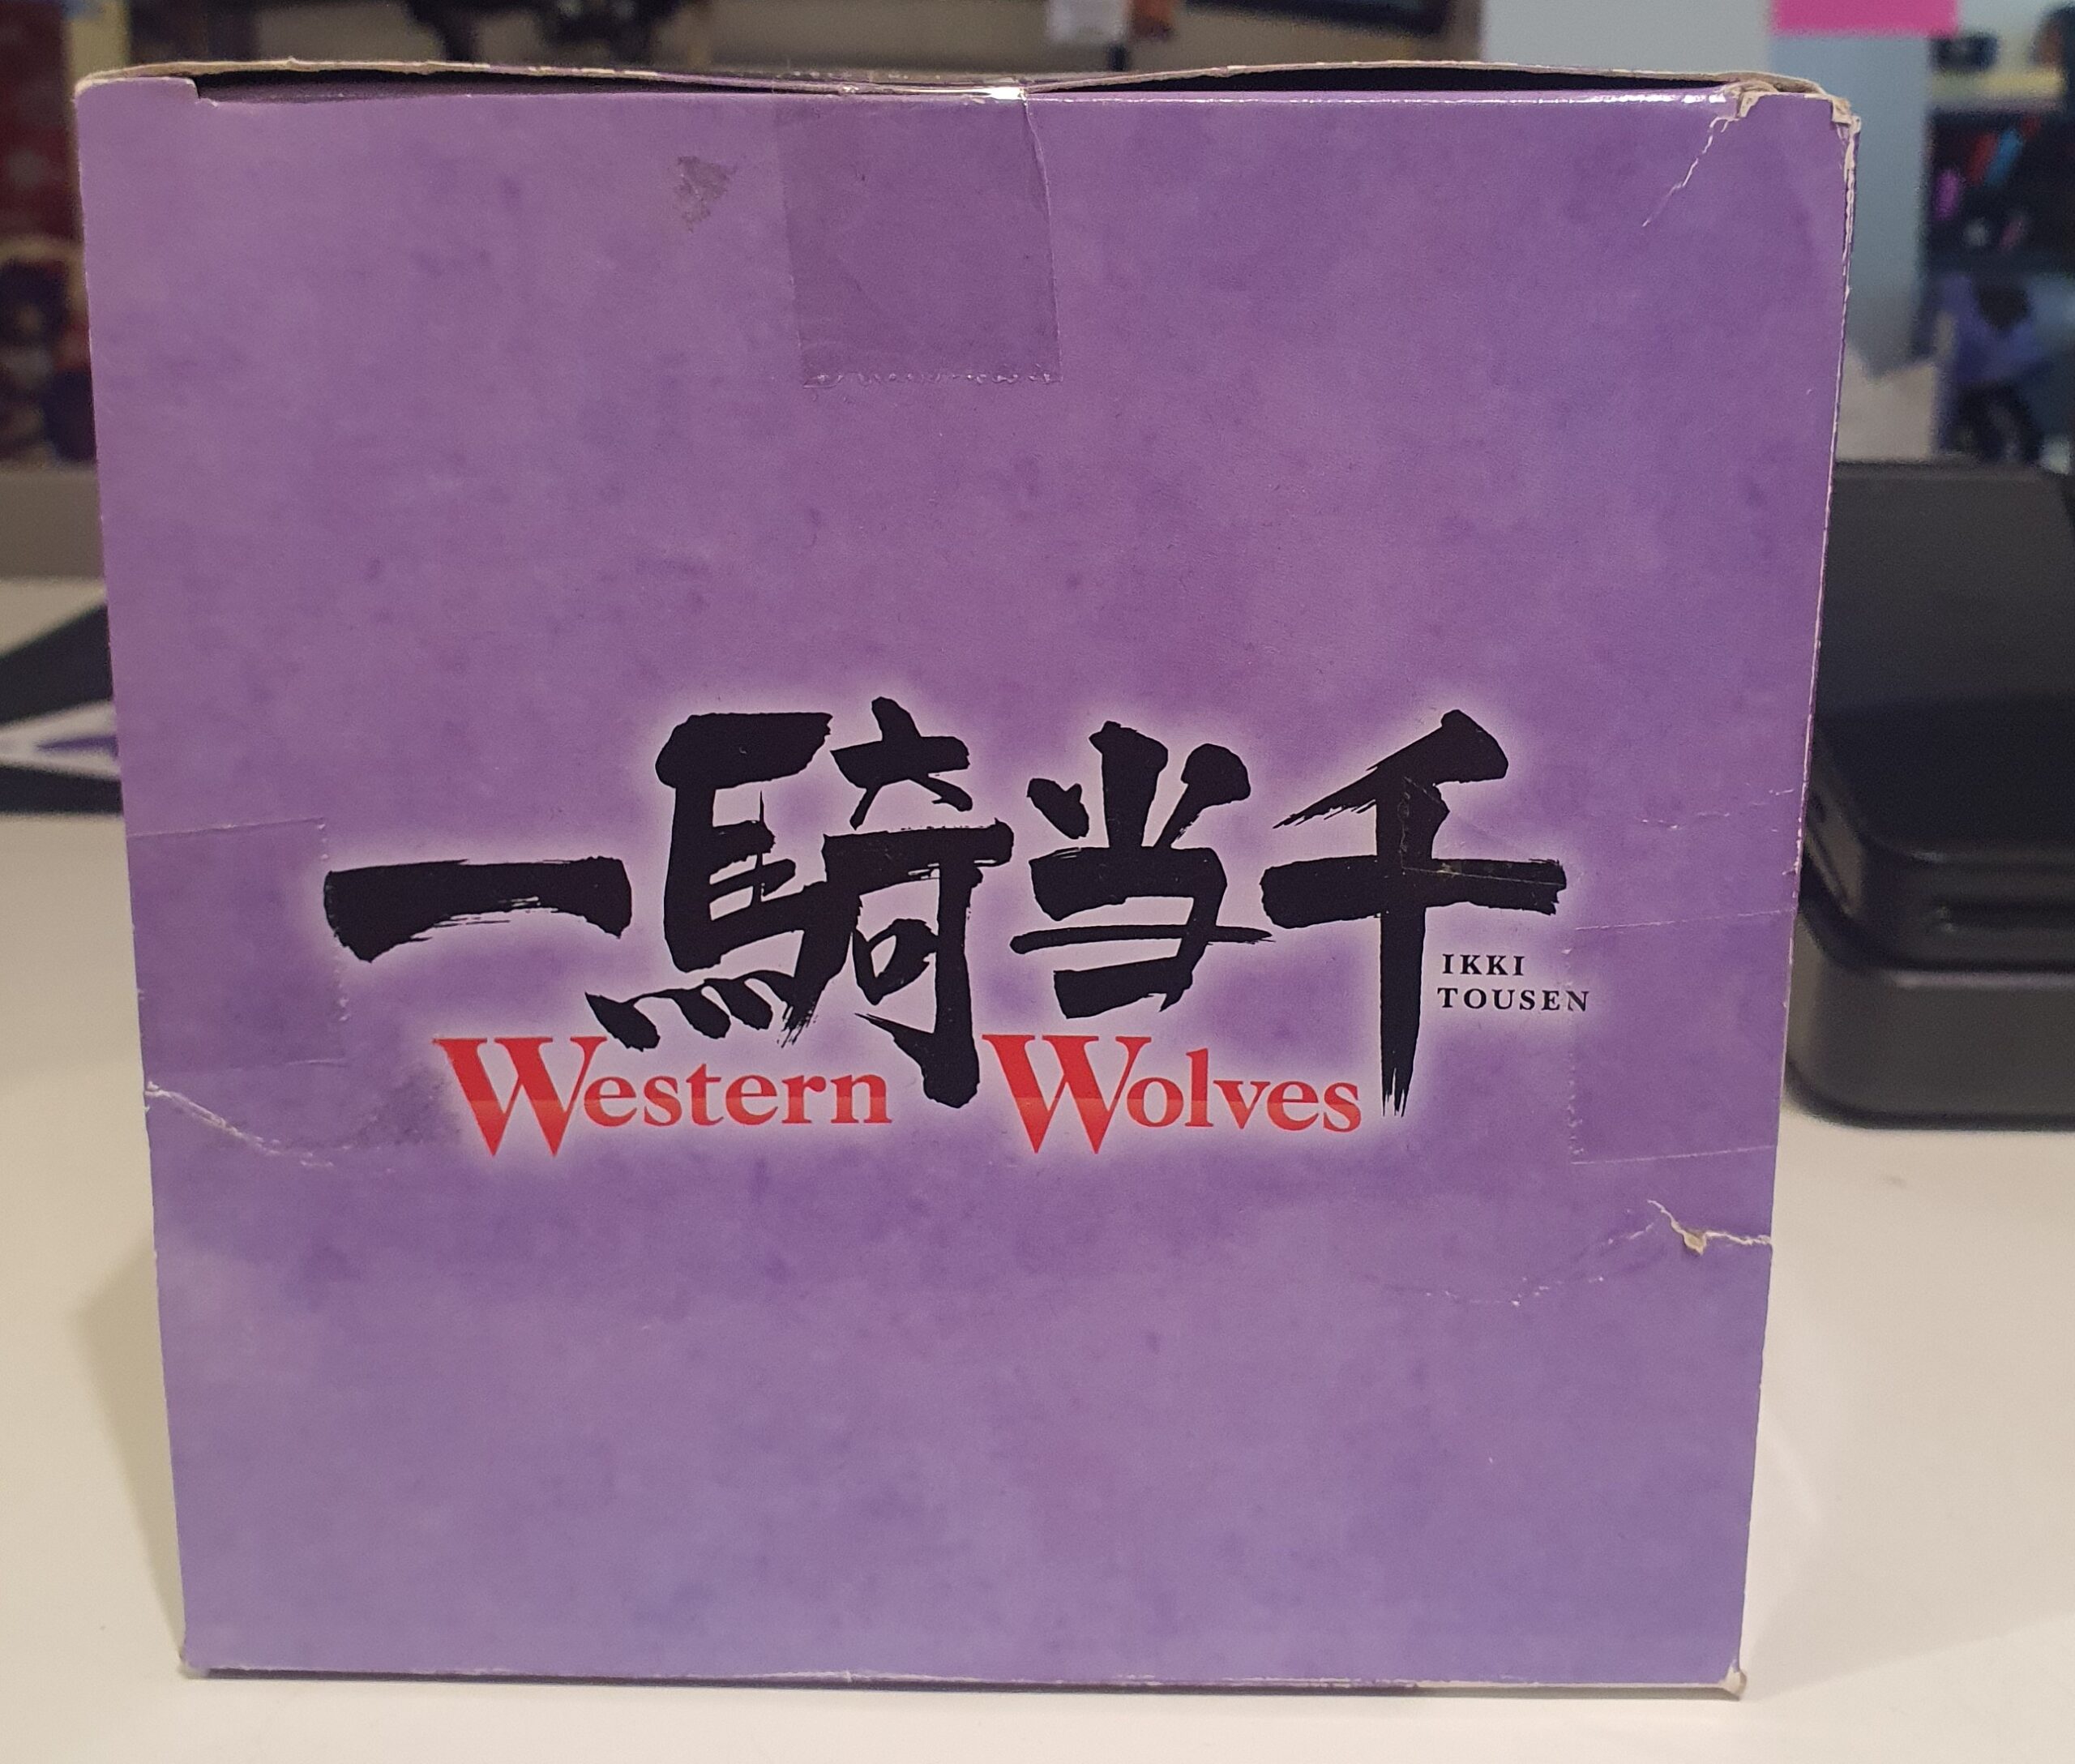 一騎当千
IKKI
TOUSEN
Western Wolves